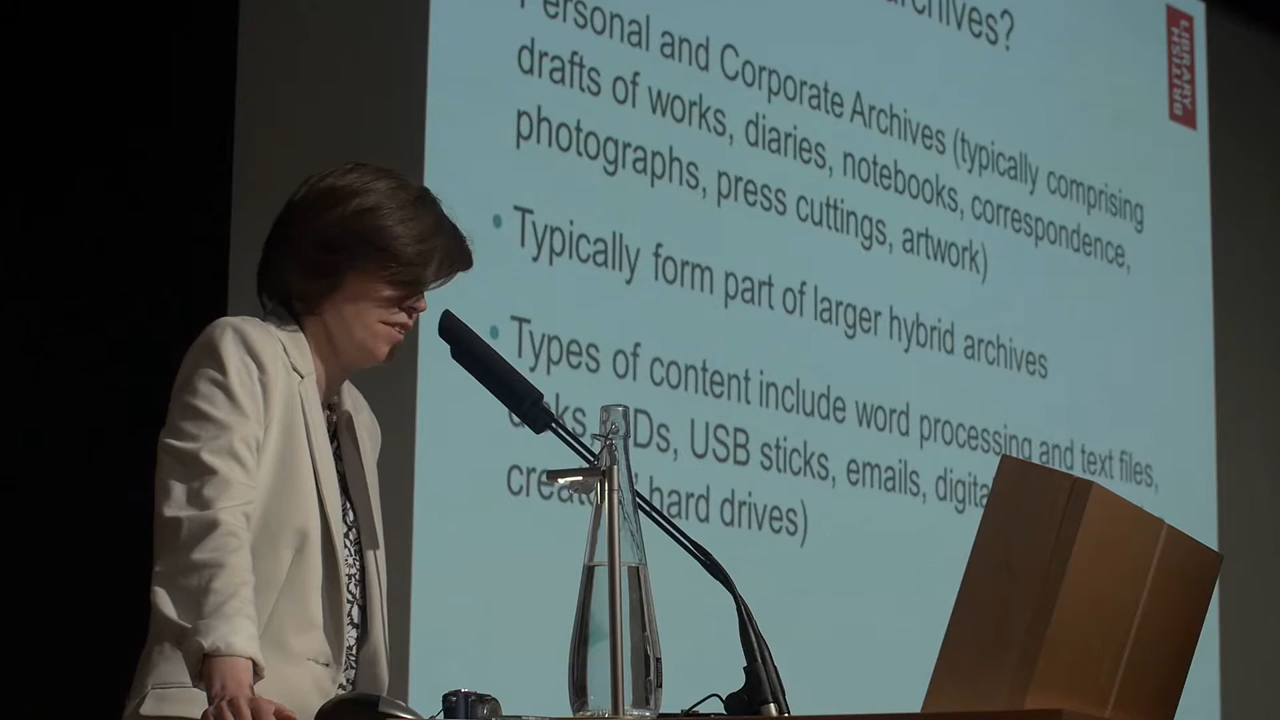 archives?
Personal and Corporate Archives (typically comprising
drafts of works, diaries, notebooks, correspondence,
photographs, press cuttings, artwork)
• Typically form part of larger hybrid archives
• Types of content include word processing and text files,
USB sticks, emails,
hard drives)
BRITISH
LIBRARY